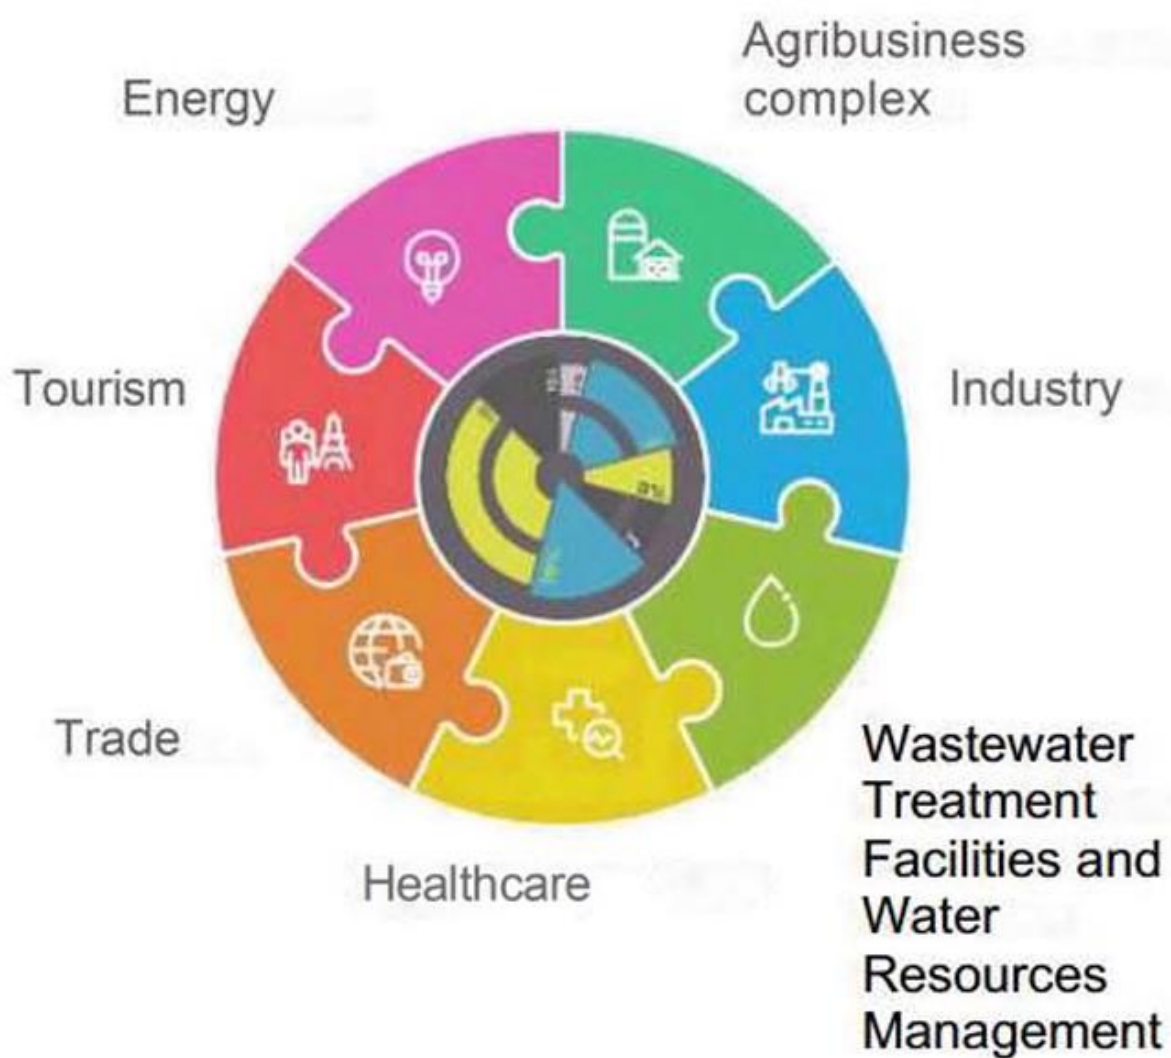 Agribusiness
complex
Energy
Tourism
Industry
Trade
Wastewater
Treatment
Facilities and
Water
Resources
Management
Healthcare